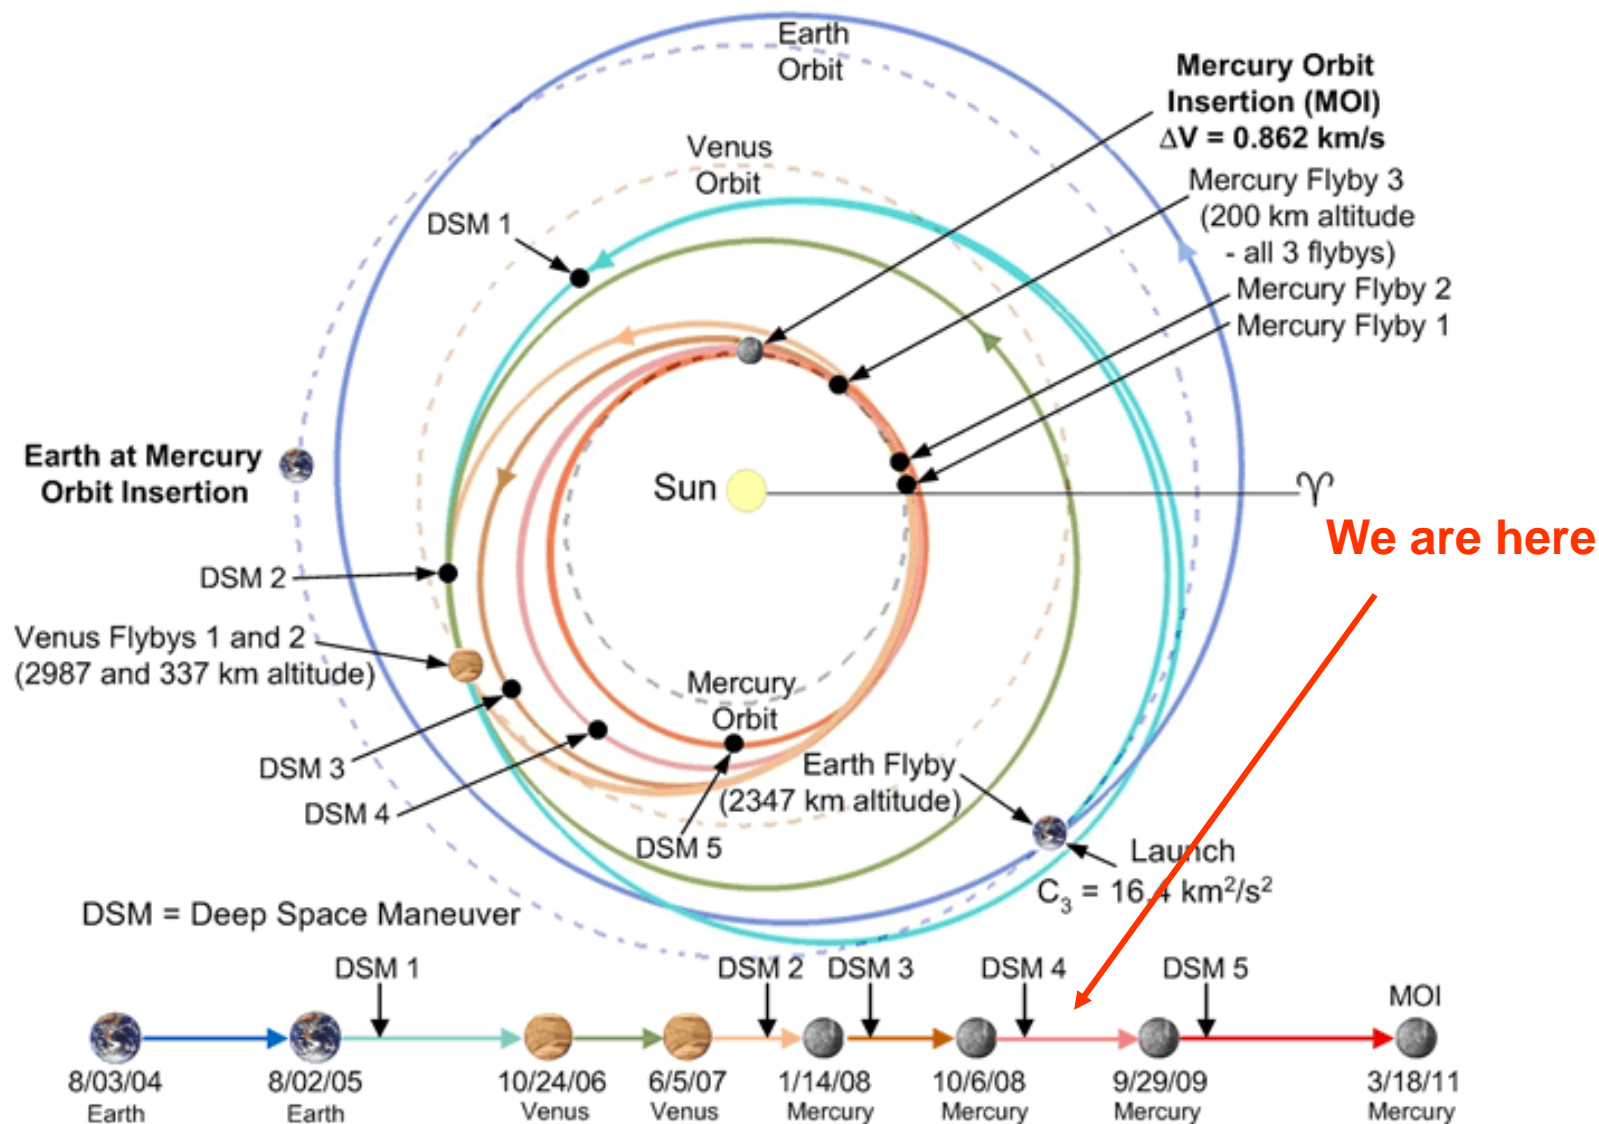 Earth
Orbit
Mercury Orbit
Insertion (MOI)
ΔV = 0.862 km/s
Venus
Orbit
Mercury Flyby 3
(200 km altitude
- all 3 flybys)
DSM 1
Mercury Flyby 2
Mercury Flyby 1
Earth at Mercury
Orbit Insertion
Sun
♈
We are here
DSM 2
Venus Flybys 1 and 2
(2987 and 337 km altitude)
Mercury
Orbit
DSM 3
Earth Flyby
(2347 km altitude)
DSM 4
DSM 5
Launch
C₃ = 16.4 km²/s²
DSM = Deep Space Maneuver
DSM 1
DSM 2
DSM 3
DSM 4
DSM 5
MOI
8/03/04
Earth
8/02/05
Earth
10/24/06
Venus
6/5/07
Venus
1/14/08
Mercury
10/6/08
Mercury
9/29/09
Mercury
3/18/11
Mercury